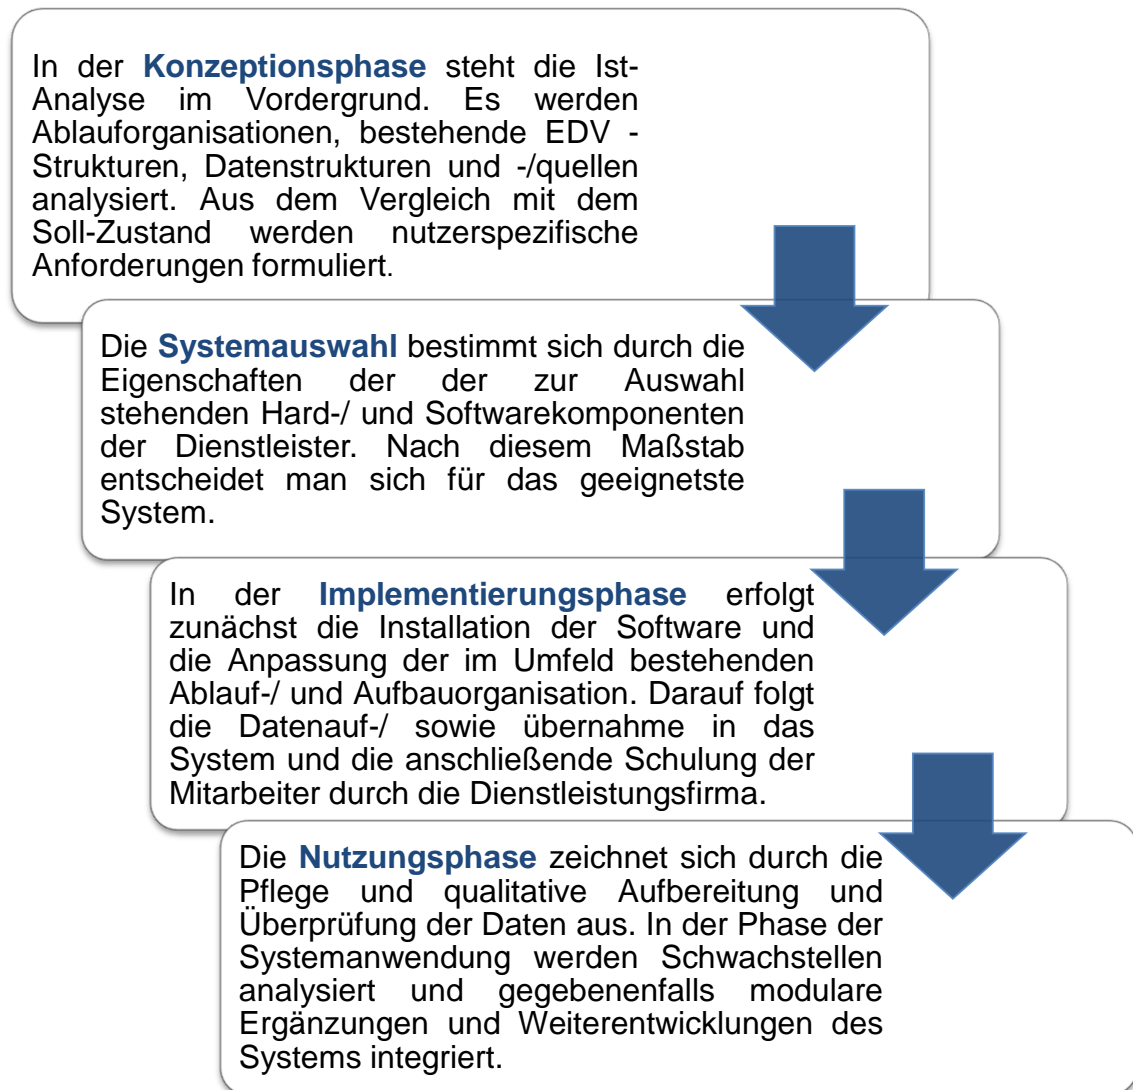 In der Konzeptionsphase steht die Ist-
Analyse im Vordergrund. Es werden
Ablauforganisationen, bestehende EDV -
Strukturen, Datenstrukturen und -/quellen
analysiert. Aus dem Vergleich mit dem
Soll-Zustand werden nutzerspezifische
Anforderungen formuliert.
Die Systemauswahl bestimmt sich durch die
Eigenschaften der der zur Auswahl
stehenden Hard-/ und Softwarekomponenten
der Dienstleister. Nach diesem Maßstab
entscheidet man sich für das geeignetste
System.
In der Implementierungsphase erfolgt
zunächst die Installation der Software und
die Anpassung der im Umfeld bestehenden
Ablauf-/ und Aufbauorganisation. Darauf folgt
die Datenauf-/ sowie übernahme in das
System und die anschließende Schulung der
Mitarbeiter durch die Dienstleistungsfirma.
Die Nutzungsphase zeichnet sich durch die
Pflege und qualitative Aufbereitung und
Überprüfung der Daten aus. In der Phase der
Systemanwendung werden Schwachstellen
analysiert und gegebenenfalls modulare
Ergänzungen und Weiterentwicklungen des
Systems integriert.